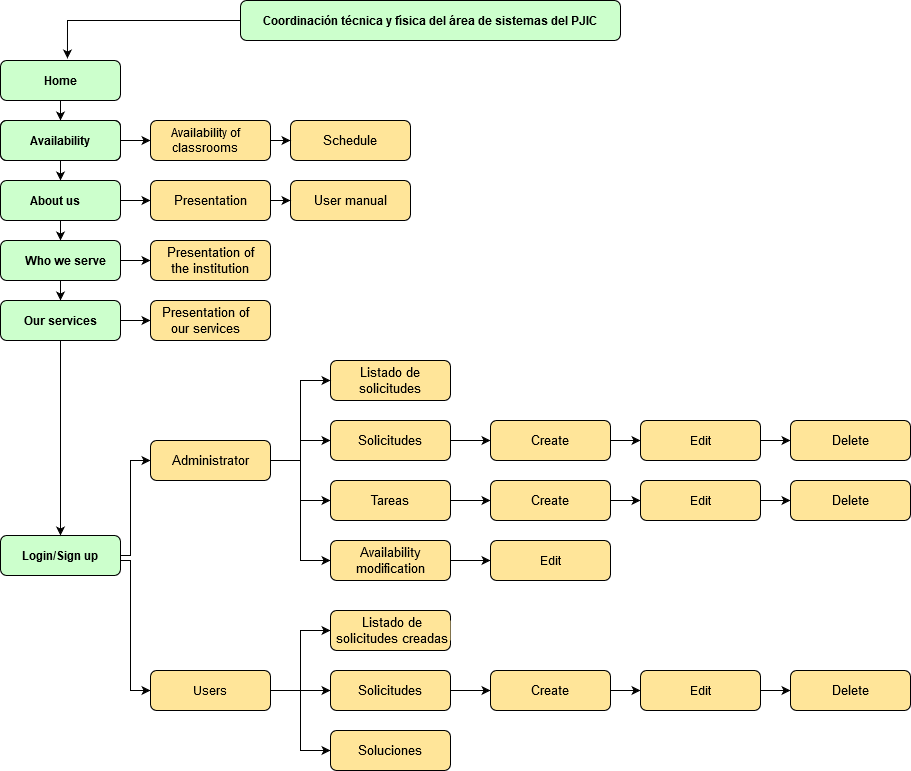 Coordinación técnica y física del área de sistemas del PJIC
Home
Availability
Availability of
classrooms
Schedule
About us
Presentation
User manual
Who we serve
Presentation of
the institution
Our services
Presentation of
our services
Listado de
solicitudes
Solicitudes
Create
Edit
Delete
Administrator
Tareas
Create
Edit
Delete
Login/Sign up
Availability
modification
Edit
Listado de
solicitudes creadas
Users
Solicitudes
Create
Edit
Delete
Soluciones